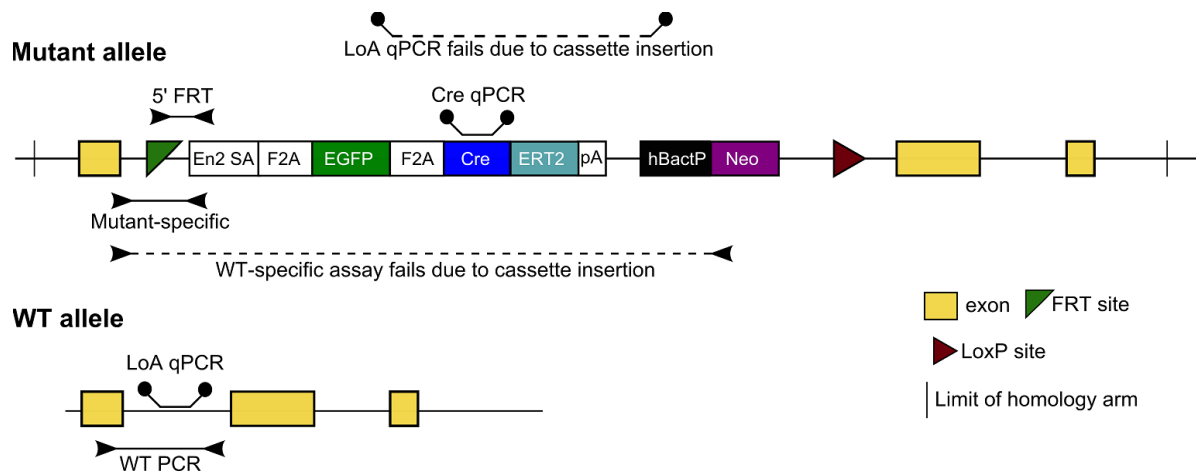 LoA qPCR fails due to cassette insertion
Mutant allele
5' FRT
Cre qPCR
En2 SA F2A EGFP F2A Cre ERT2 pA hBactP Neo
Mutant-specific
WT-specific assay fails due to cassette insertion
WT allele
LoA qPCR
WT PCR
exon FRT site
LoxP site
Limit of homology arm